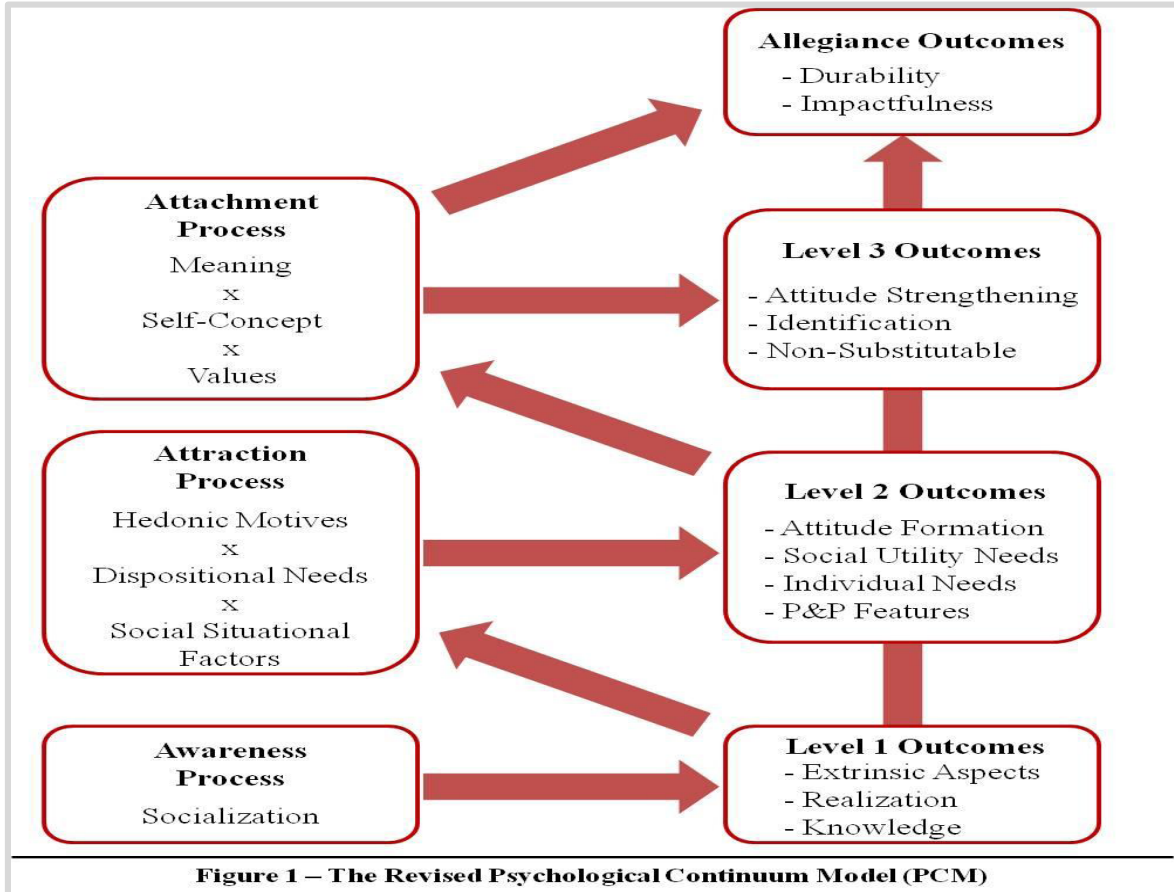 Allegiance Outcomes
- Durability
- Impactfulness
Attachment
Process
Meaning
x
Self-Concept
x
Values
Level 3 Outcomes
- Attitude Strengthening
- Identification
- Non-Substitutable
Attraction
Process
Hedonic Motives
x
Dispositional Needs
x
Social Situational
Factors
Level 2 Outcomes
- Attitude Formation
- Social Utility Needs
- Individual Needs
- P&P Features
Awareness
Process
Socialization
Level 1 Outcomes
- Extrinsic Aspects
- Realization
- Knowledge
Figure 1 – The Revised Psychological Continuum Model (PCM)